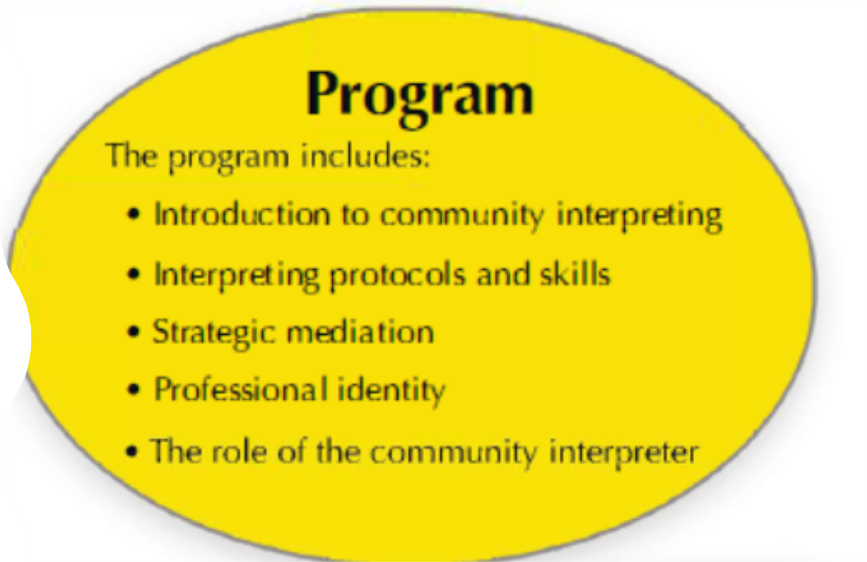 Program
The program includes:
• Introduction to community interpreting
• Interpreting protocols and skills
• Strategic mediation
• Professional identity
• The role of the community interpreter